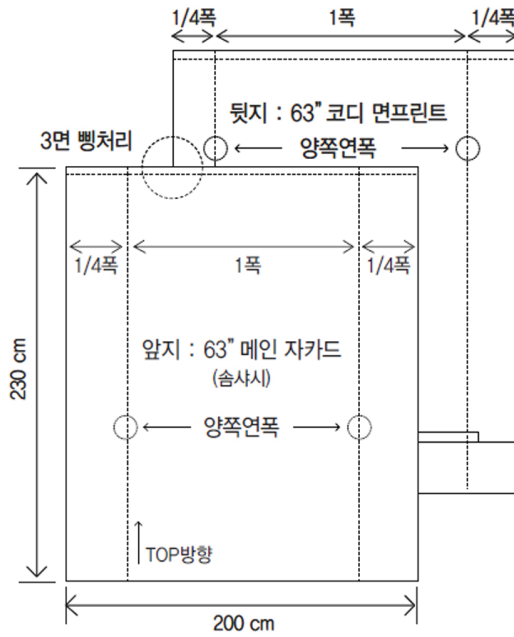 1/4폭 1폭 1/4폭
뒷지 : 63" 코디 면프린트
3면 삥처리
양쪽연폭
1/4폭 1폭 1/4폭
앞지 : 63" 메인 자카드
(솜샤시)
230 cm
양쪽연폭
TOP방향
200 cm